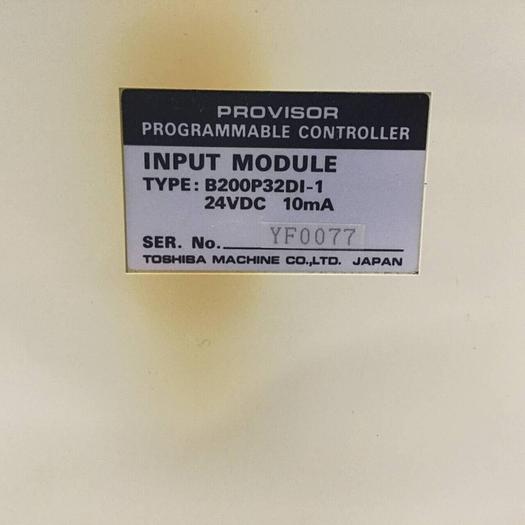 PROVISOR
PROGRAMMABLE CONTROLLER
INPUT MODULE
TYPE: B200P32DI-1
24VDC 10mA
SER. No. YF0077
TOSHIBA MACHINE CO.,LTD. JAPAN